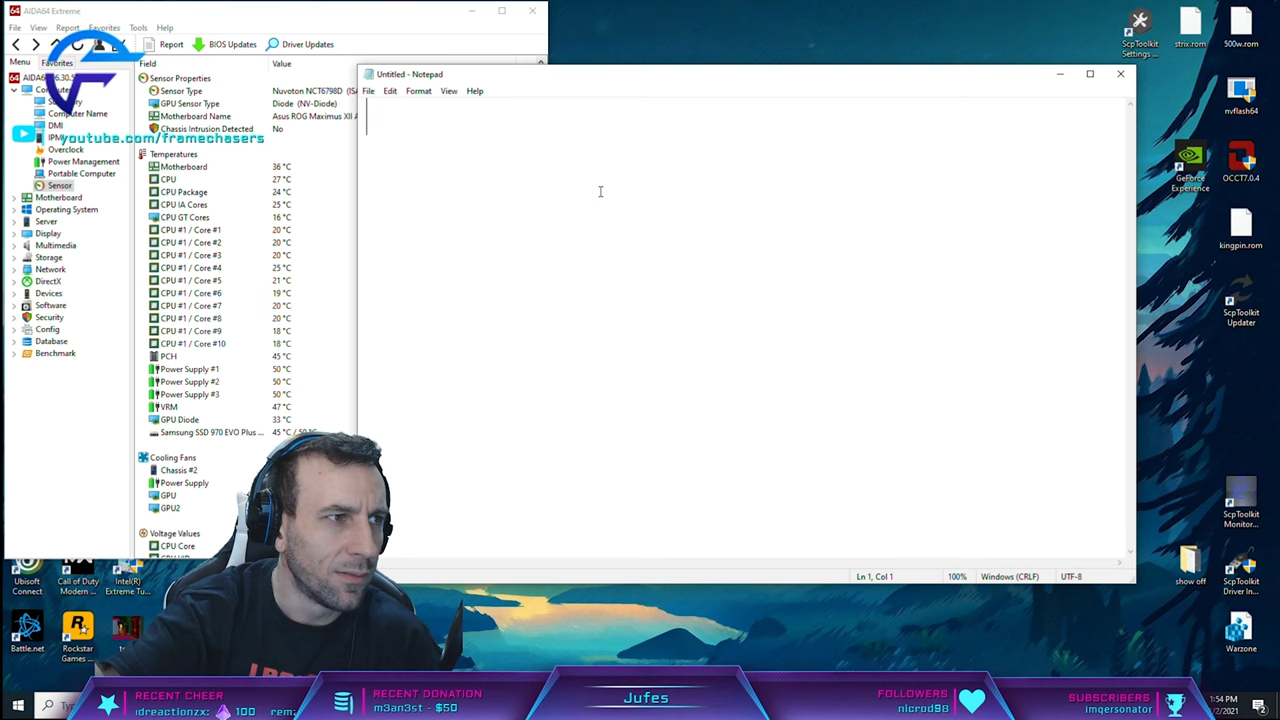 AIDA64 Extreme
File View Report Favorites Tools Help
Report BIOS Updates Driver Updates
Menu Favorites
Field Value
Sensor Properties
Sensor Type Nuvoton NCT6798D (ISA
GPU Sensor Type Diode (NV-Diode)
Motherboard Name Asus ROG Maximus XII A
Chassis Intrusion Detected No
Temperatures
Motherboard 36 °C
CPU 27 °C
CPU Package 24 °C
CPU IA Cores 25 °C
CPU GT Cores 16 °C
CPU #1 / Core #1 20 °C
CPU #1 / Core #2 20 °C
CPU #1 / Core #3 20 °C
CPU #1 / Core #4 25 °C
CPU #1 / Core #5 21 °C
CPU #1 / Core #6 19 °C
CPU #1 / Core #7 20 °C
CPU #1 / Core #8 20 °C
CPU #1 / Core #9 18 °C
CPU #1 / Core #10 18 °C
PCH 45 °C
Power Supply #1 50 °C
Power Supply #2 50 °C
Power Supply #3 50 °C
VRM 47 °C
GPU Diode 33 °C
Samsung SSD 970 EVO Plus ... 45 °C / 50 °C
Cooling Fans
Chassis #2
Power Supply
GPU
GPU2
Voltage Values
CPU Core
Computer Name
DMI
youtube.com/framechasers
Overclock
Power Management
Portable Computer
Sensor
Motherboard
Operating System
Server
Display
Multimedia
Storage
Network
DirectX
Devices
Software
Security
Config
Database
Benchmark
Untitled - Notepad
File Edit Format View Help
Ln 1, Col 1 100% Windows (CRLF) UTF-8
ScpToolkit
Settings ...
strix.rom
500w.rom
nvflash64
GeForce
Experience
OCCT7.0.4
kingpin.rom
ScpToolkit
Updater
ScpToolkit
Monitor...
show off
ScpToolkit
Driver In...
Warzone
Ubisoft
Connect
Call of Duty
Modern ...
Intel(R)
Extreme Tu...
Battle.net
Rockstar
Games ...
RECENT CHEER
idreactionzx: 100
RECENT DONATION
m3an3st - $50
Jufes
FOLLOWERS
nicrod98
SUBSCRIBERS
Imqersonator
1:54 PM